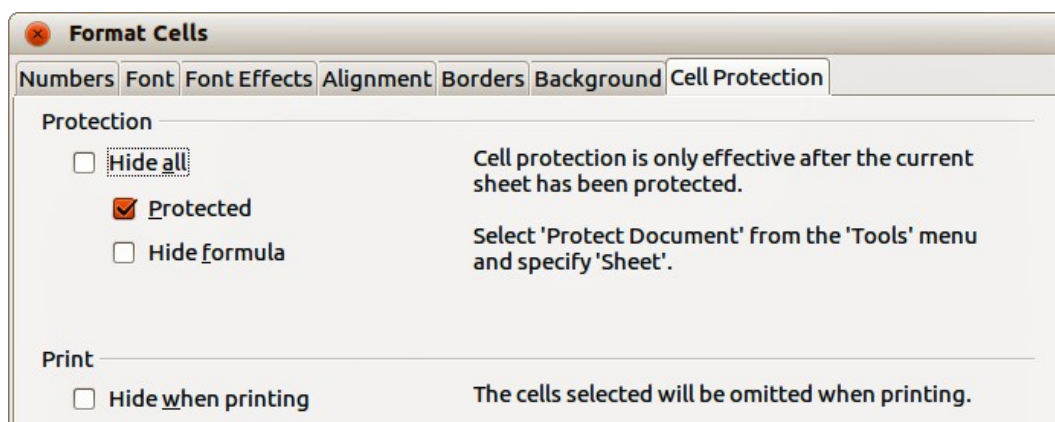 Format Cells
Numbers Font Font Effects Alignment Borders Background Cell Protection
Protection
Hide all
Cell protection is only effective after the current
sheet has been protected.
Protected
Hide formula
Select 'Protect Document' from the 'Tools' menu
and specify 'Sheet'.
Print
Hide when printing
The cells selected will be omitted when printing.